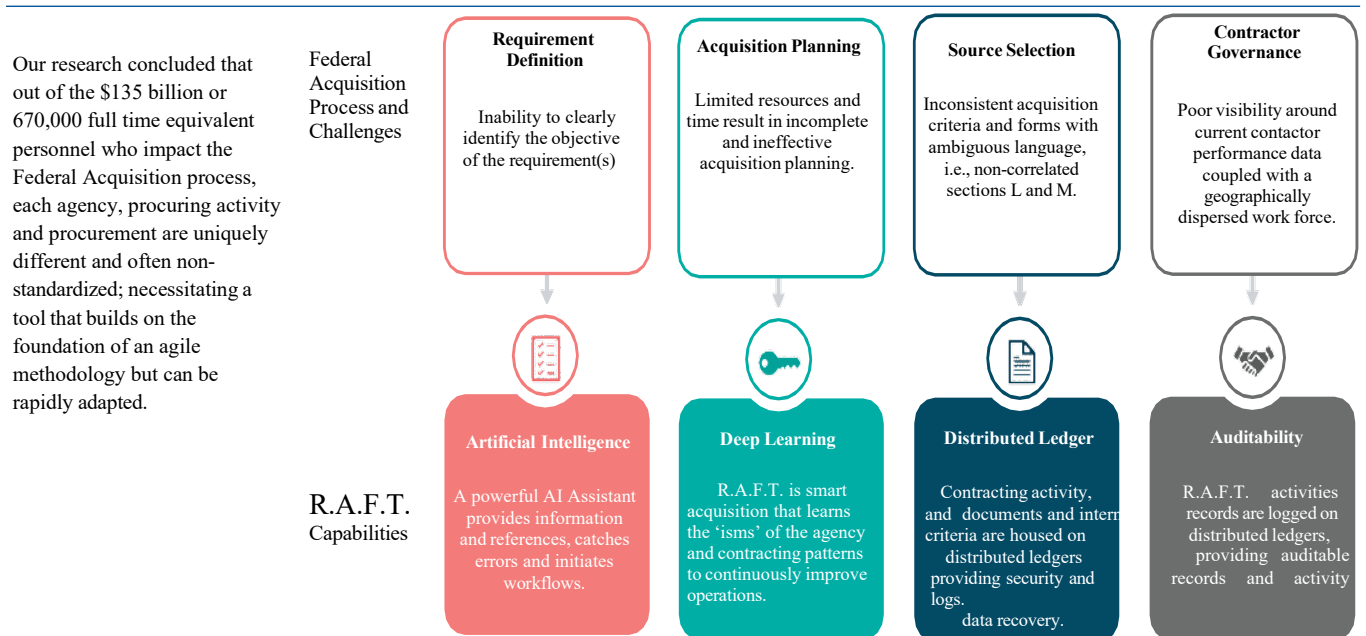 Our research concluded that
out of the $135 billion or
670,000 full time equivalent
personnel who impact the
Federal Acquisition process,
each agency, procuring activity
and procurement are uniquely
different and often non-
standardized; necessitating a
tool that builds on the
foundation of an agile
methodology but can be
rapidly adapted.
Federal
Acquisition
Process and
Challenges
Requirement
Definition
Inability to clearly
identify the objective
of the requirement(s)
Acquisition Planning
Limited resources and
time result in incomplete
and ineffective
acquisition planning.
Source Selection
Inconsistent acquisition
criteria and forms with
ambiguous language,
i.e., non-correlated
sections L and M.
Contractor
Governance
Poor visibility around
current contactor
performance data
coupled with a
geographically
dispersed work force.
R.A.F.T.
Capabilities
Artificial Intelligence
A powerful AI Assistant
provides information
and references, catches
errors and initiates
workflows.
Deep Learning
R.A.F.T. is smart
acquisition that learns
the ‘isms’ of the agency
and contracting patterns
to continuously improve
operations.
Distributed Ledger
Contracting activity,
and documents and intern
criteria are housed on
distributed ledgers
providing security and
logs.
data recovery.
Auditability
R.A.F.T. activities
records are logged on
distributed ledgers,
providing auditable
records and activity